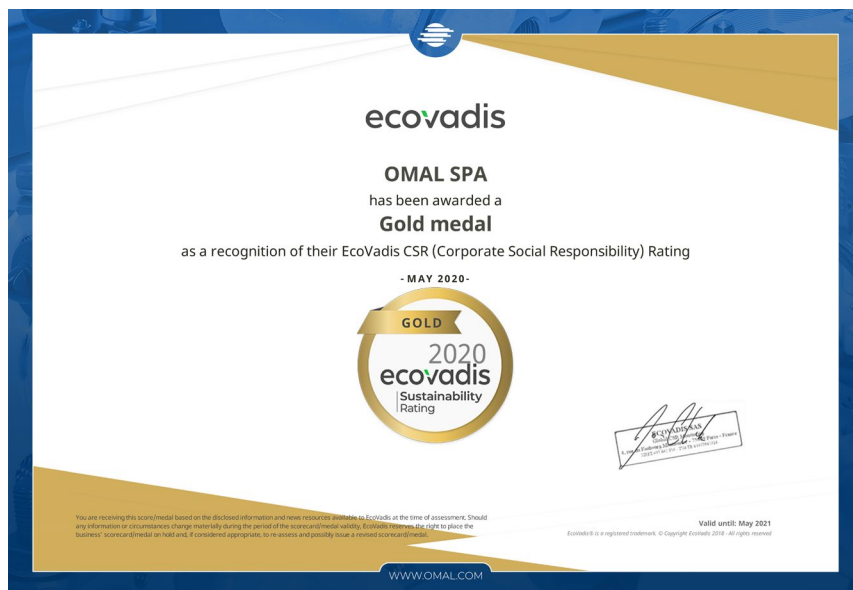 ecovadis
OMAL SPA
has been awarded a
Gold medal
as a recognition of their EcoVadis CSR (Corporate Social Responsibility) Rating
- MAY 2020-
GOLD
2020
ecovadis
Sustainability
Rating
ECOVADIS SAS
You are receiving this score/medal based on the disclosed information and news resources available to EcoVadis at the time of assessment. Should
any information or circumstances change materially during the period of the scorecard/medal validity, EcoVadis reserves the right to place the
business' scorecard/medal on hold and, if considered appropriate, to re-assess and possibly issue a revised scorecard/medal.
Valid until: May 2021
EcoVadis® is a registered trademark. © Copyright EcoVadis 2018 - All rights reserved
WWW.OMAL.COM